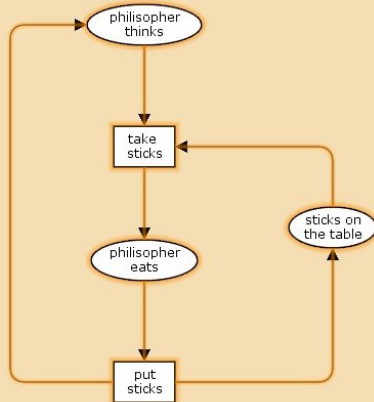 philisopher
thinks
take
sticks
sticks on
the table
philisopher
eats
put
sticks